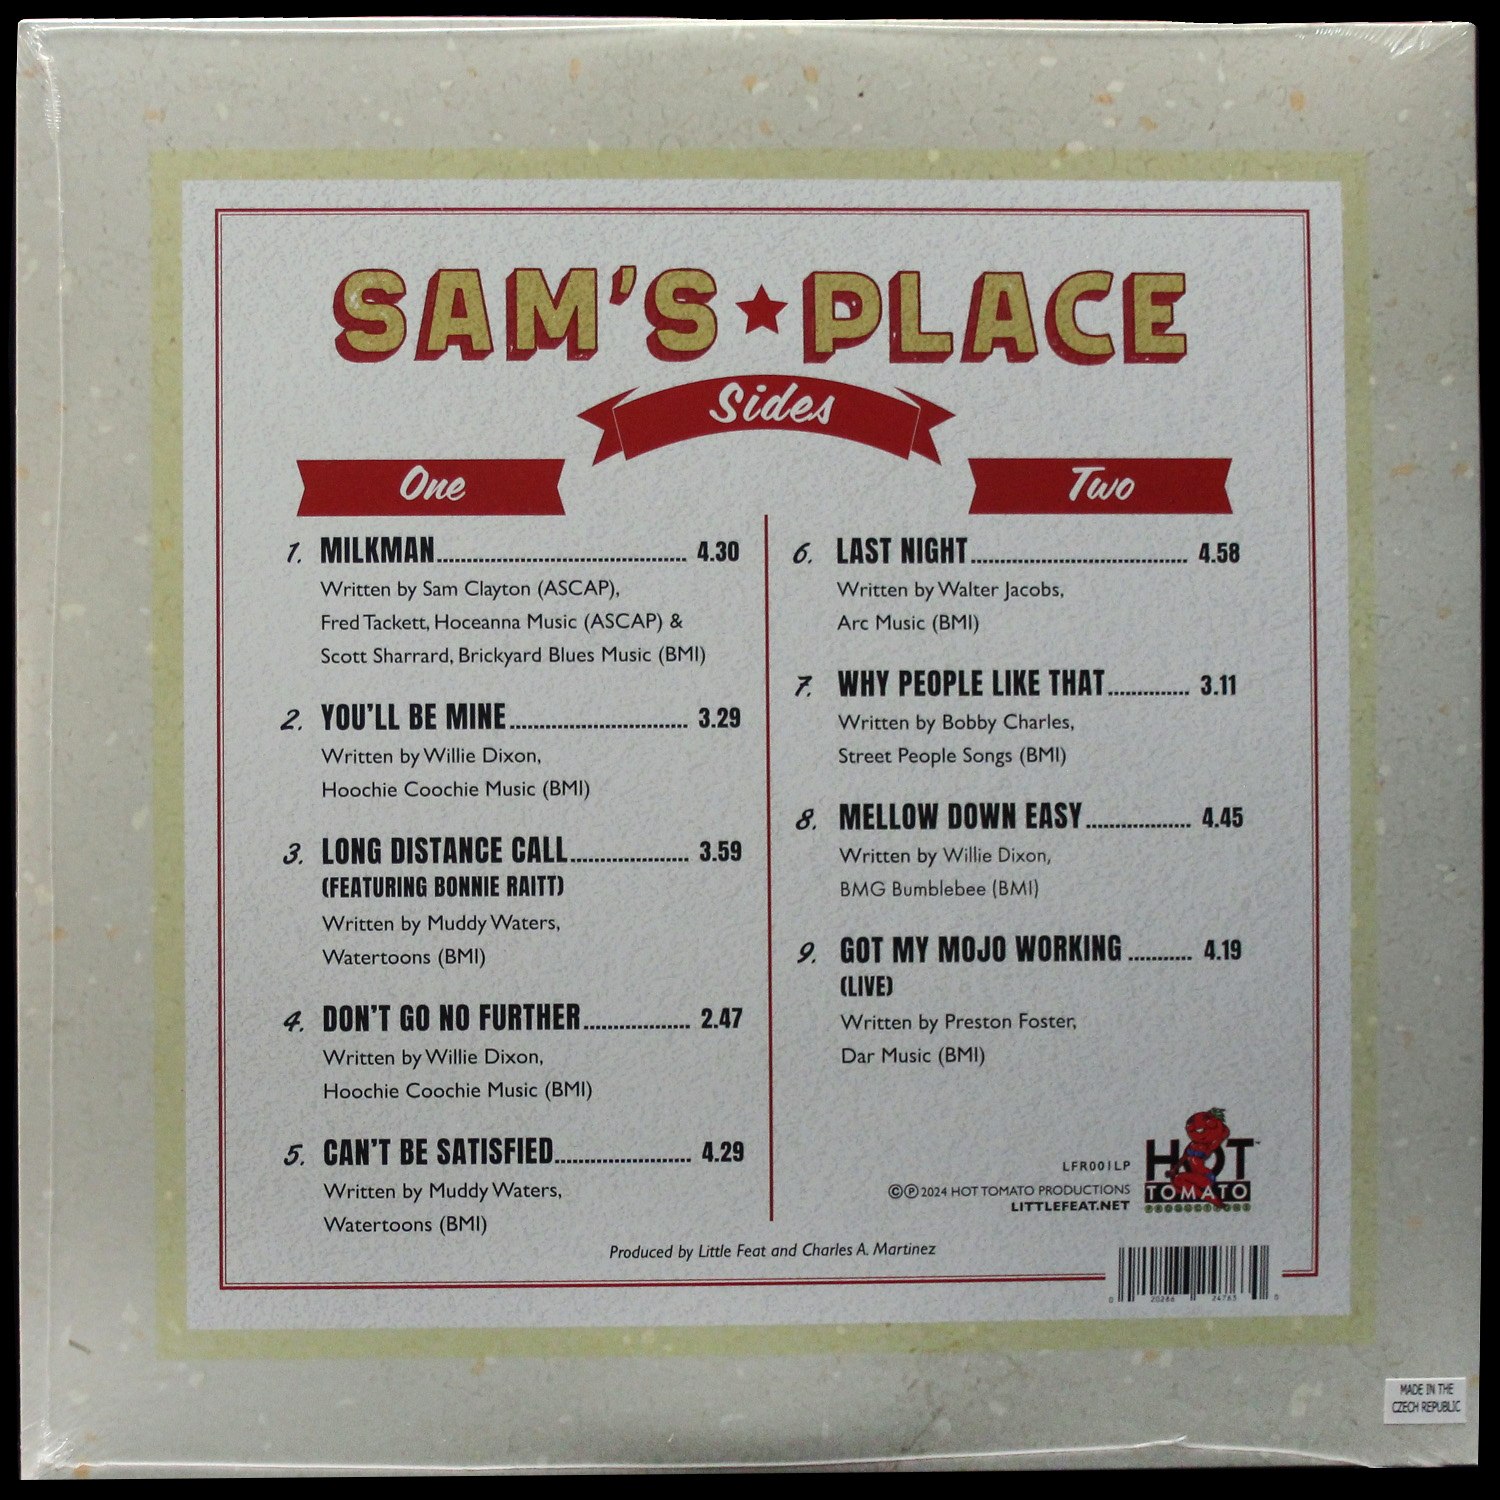 SAM'S★PLACE
Sides
One
1. MILKMAN........................................ 4.30
Written by Sam Clayton (ASCAP),
Fred Tackett, Hoceanna Music (ASCAP) &
Scott Sharrard, Brickyard Blues Music (BMI)
2. YOU'LL BE MINE............................. 3.29
Written by Willie Dixon,
Hoochie Coochie Music (BMI)
3. LONG DISTANCE CALL.................... 3.59
(FEATURING BONNIE RAITT)
Written by Muddy Waters,
Watertoons (BMI)
4. DON'T GO NO FURTHER.................. 2.47
Written by Willie Dixon,
Hoochie Coochie Music (BMI)
5. CAN'T BE SATISFIED...................... 4.29
Written by Muddy Waters,
Watertoons (BMI)
Two
6. LAST NIGHT................................... 4.58
Written by Walter Jacobs,
Arc Music (BMI)
7. WHY PEOPLE LIKE THAT.............. 3.11
Written by Bobby Charles,
Street People Songs (BMI)
8. MELLOW DOWN EASY................. 4.45
Written by Willie Dixon,
BMG Bumblebee (BMI)
9. GOT MY MOJO WORKING........... 4.19
(LIVE)
Written by Preston Foster,
Dar Music (BMI)
LFR001LP
©℗2024 HOT TOMATO PRODUCTIONS
LITTLEFEAT.NET
HOT™
TOMATO
PRODUCTIONS
Produced by Little Feat and Charles A. Martinez
0 20286 24765 5
MADE IN THE
CZECH REPUBLIC